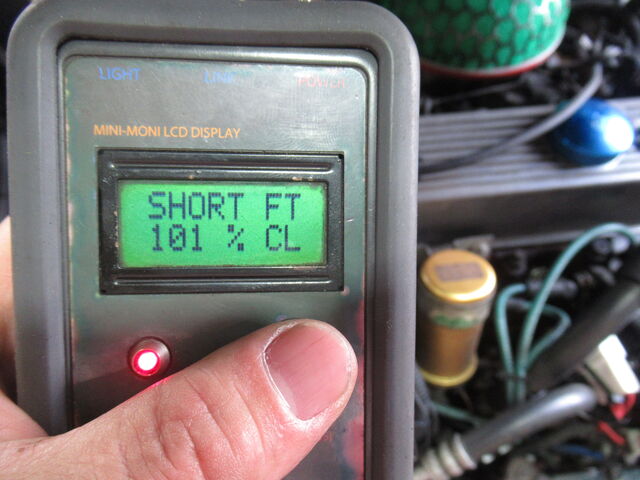 LIGHT LINK POWER
MINI-MONI LCD DISPLAY
SHORT FT
101 % CL